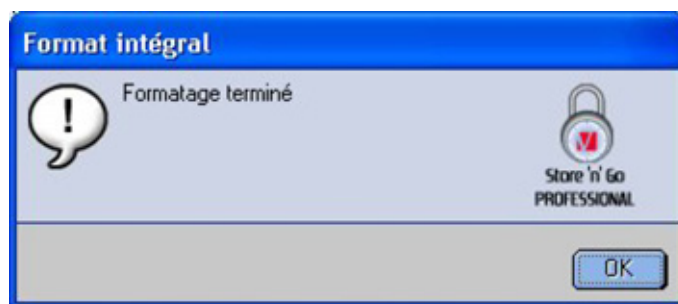 Format intégral
Formatage terminé
Store 'n' Go
PROFESSIONAL
OK